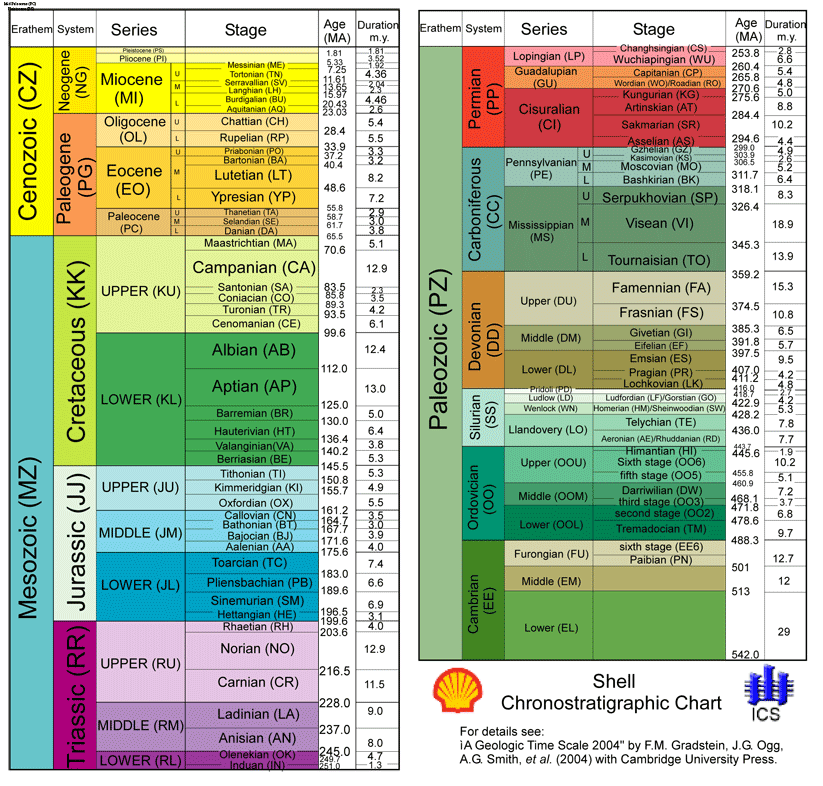 Erathem System Series Stage Age (MA) Duration m.y.
Cenozoic (CZ)
Neogene (NG)
Pleistocene (PS)
1.81 1.81
Pliocene (PI)
5.33 3.52
Miocene (MI)
U Messinian (ME) 7.25 1.92
Tortonian (TN) 11.61 4.36
M Serravallian (SV) 13.65 2.04
Langhian (LH) 15.97 2.3
L Burdigalian (BU) 20.43 4.46
Aquitanian (AQ) 23.03 2.6
Paleogene (PG)
Oligocene (OL)
U Chattian (CH) 28.4 5.4
L Rupelian (RP) 33.9 5.5
Eocene (EO)
U Priabonian (PO) 37.2 3.3
M Bartonian (BA) 40.4 3.2
Lutetian (LT) 48.6 8.2
L Ypresian (YP) 55.8 7.2
Paleocene (PC)
U Thanetian (TA) 58.7 2.9
M Selandian (SE) 61.7 3.0
L Danian (DA) 65.5 3.8
Mesozoic (MZ)
Cretaceous (KK)
UPPER (KU)
Maastrichtian (MA) 70.6 5.1
Campanian (CA) 83.5 12.9
Santonian (SA) 85.8 2.3
Coniacian (CO) 89.3 3.5
Turonian (TR) 93.5 4.2
Cenomanian (CE) 99.6 6.1
LOWER (KL)
Albian (AB) 112.0 12.4
Aptian (AP) 125.0 13.0
Barremian (BR) 130.0 5.0
Hauterivian (HT) 136.4 6.4
Valanginian(VA) 140.2 3.8
Berriasian (BE) 145.5 5.3
Jurassic (JJ)
UPPER (JU)
Tithonian (TI) 150.8 5.3
Kimmeridgian (KI) 155.7 4.9
Oxfordian (OX) 161.2 5.5
MIDDLE (JM)
Callovian (CN) 164.7 3.5
Bathonian (BT) 167.7 3.0
Bajocian (BJ) 171.6 3.9
Aalenian (AA) 175.6 4.0
LOWER (JL)
Toarcian (TC) 183.0 7.4
Pliensbachian (PB) 189.6 6.6
Sinemurian (SM) 196.5 6.9
Hettangian (HE) 199.6 3.1
Triassic (RR)
UPPER (RU)
Rhaetian (RH) 203.6 4.0
Norian (NO) 216.5 12.9
Carnian (CR) 228.0 11.5
MIDDLE (RM)
Ladinian (LA) 237.0 9.0
Anisian (AN) 245.0 8.0
LOWER (RL)
Olenekian (OK) 249.7 4.7
Induan (IN) 251.0 1.3
Erathem System Series Stage Age (MA) Duration m.y.
Paleozoic (PZ)
Permian (PP)
Lopingian (LP)
Changhsingian (CS) 253.8 2.8
Wuchiapingian (WU) 260.4 6.6
Guadalupian (GU)
Capitanian (CP) 265.8 5.4
Wordian (WO)/Roadian (RO) 270.6 4.8
Cisuralian (CI)
Kungurian (KG) 275.6 5.0
Artinskian (AT) 284.4 8.8
Sakmarian (SR) 294.6 10.2
Asselian (AS) 299.0 4.4
Carboniferous (CC)
Pennsylvanian (PE)
U Gzhelian (GZ) 303.9 4.9
Kasimovian (KS) 306.5 2.6
M Moscovian (MO) 311.7 5.2
L Bashkirian (BK) 318.1 6.4
Mississippian (MS)
U Serpukhovian (SP) 326.4 8.3
M Visean (VI) 345.3 18.9
L Tournaisian (TO) 359.2 13.9
Devonian (DD)
Upper (DU)
Famennian (FA) 374.5 15.3
Frasnian (FS) 385.3 10.8
Middle (DM)
Givetian (GI) 391.8 6.5
Eifelian (EF) 397.5 5.7
Lower (DL)
Emsian (ES) 407.0 9.5
Pragian (PR) 411.2 4.2
Lochkovian (LK) 416.0 4.8
Silurian (SS)
Pridoli (PD) 418.7 2.7
Ludlow (LD) Ludfordian (LF)/Gorstian (GO) 422.9 4.2
Wenlock (WN) Homerian (HM)/Sheinwoodian (SW) 428.2 5.3
Llandovery (LO)
Telychian (TE) 436.0 7.8
Aeronian (AE)/Rhuddanian (RD) 443.7 7.7
Ordovician (OO)
Upper (OOU)
Himantian (HI) 445.6 1.9
Sixth stage (OO6) 455.8 10.2
fifth stage (OO5) 460.9 5.1
Middle (OOM)
Darriwilian (DW) 468.1 7.2
third stage (OO3) 471.8 3.7
Lower (OOL)
second stage (OO2) 478.6 6.8
Tremadocian (TM) 488.3 9.7
Cambrian (EE)
Furongian (FU)
sixth stage (EE6)
Paibian (PN) 501 12.7
Middle (EM) 513 12
Lower (EL) 542.0 29
Shell
Chronostratigraphic Chart
ICS
For details see:
ìA Geologic Time Scale 2004" by F.M. Gradstein, J.G. Ogg,
A.G. Smith, et al. (2004) with Cambridge University Press.